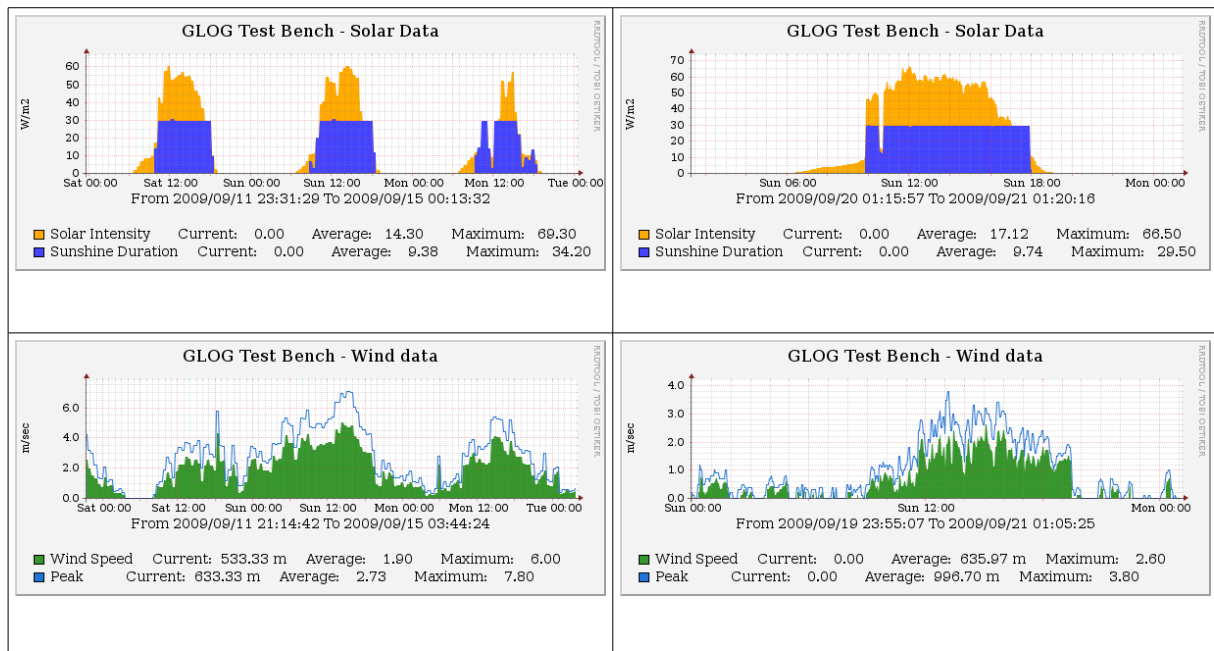 GLOG Test Bench - Solar Data
RRDTOOL / TOBI OETIKER
W/m2
60
50
40
30
20
10
0
Sat 00:00 Sat 12:00 Sun 00:00 Sun 12:00 Mon 00:00 Mon 12:00 Tue 00:00
From 2009/09/11 23:31:29 To 2009/09/15 00:13:32
Solar Intensity Current: 0.00 Average: 14.30 Maximum: 69.30
Sunshine Duration Current: 0.00 Average: 9.38 Maximum: 34.20
GLOG Test Bench - Solar Data
RRDTOOL / TOBI OETIKER
W/m2
70
60
50
40
30
20
10
0
Sun 06:00 Sun 12:00 Sun 18:00 Mon 00:00
From 2009/09/20 01:15:57 To 2009/09/21 01:20:16
Solar Intensity Current: 0.00 Average: 17.12 Maximum: 66.50
Sunshine Duration Current: 0.00 Average: 9.74 Maximum: 29.50
GLOG Test Bench - Wind data
RRDTOOL / TOBI OETIKER
m/sec
6.0
4.0
2.0
0.0
Sat 00:00 Sat 12:00 Sun 00:00 Sun 12:00 Mon 00:00 Mon 12:00 Tue 00:00
From 2009/09/11 21:14:42 To 2009/09/15 03:44:24
Wind Speed Current: 533.33 m Average: 1.90 Maximum: 6.00
Peak Current: 633.33 m Average: 2.73 Maximum: 7.80
GLOG Test Bench - Wind data
RRDTOOL / TOBI OETIKER
m/sec
4.0
3.0
2.0
1.0
0.0
Sun 00:00 Sun 12:00 Mon 00:00
From 2009/09/19 23:55:07 To 2009/09/21 01:05:25
Wind Speed Current: 0.00 Average: 635.97 m Maximum: 2.60
Peak Current: 0.00 Average: 996.70 m Maximum: 3.80